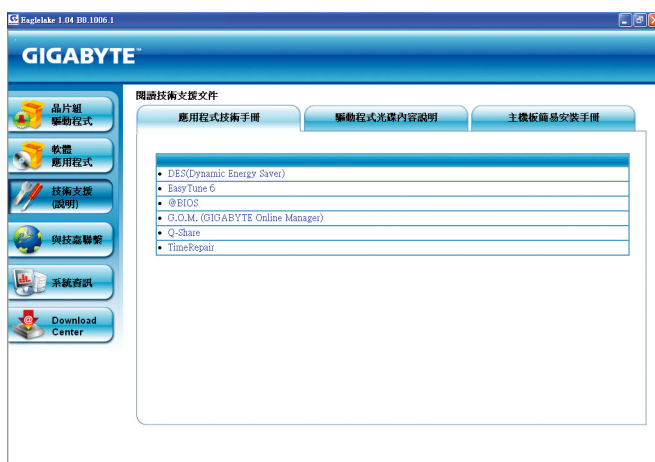 Eaglelake 1.04 B8.1006.1
GIGABYTE™
晶片組
驅動程式
軟體
應用程式
技術支援
(說明)
與技嘉聯繫
系統資訊
Download
Center
閱讀技術支援文件
應用程式技術手冊
驅動程式光碟內容說明
主機板簡易安裝手冊
DES(Dynamic Energy Saver)
EasyTune 6
@BIOS
G.O.M. (GIGABYTE Online Manager)
Q-Share
TimeRepair